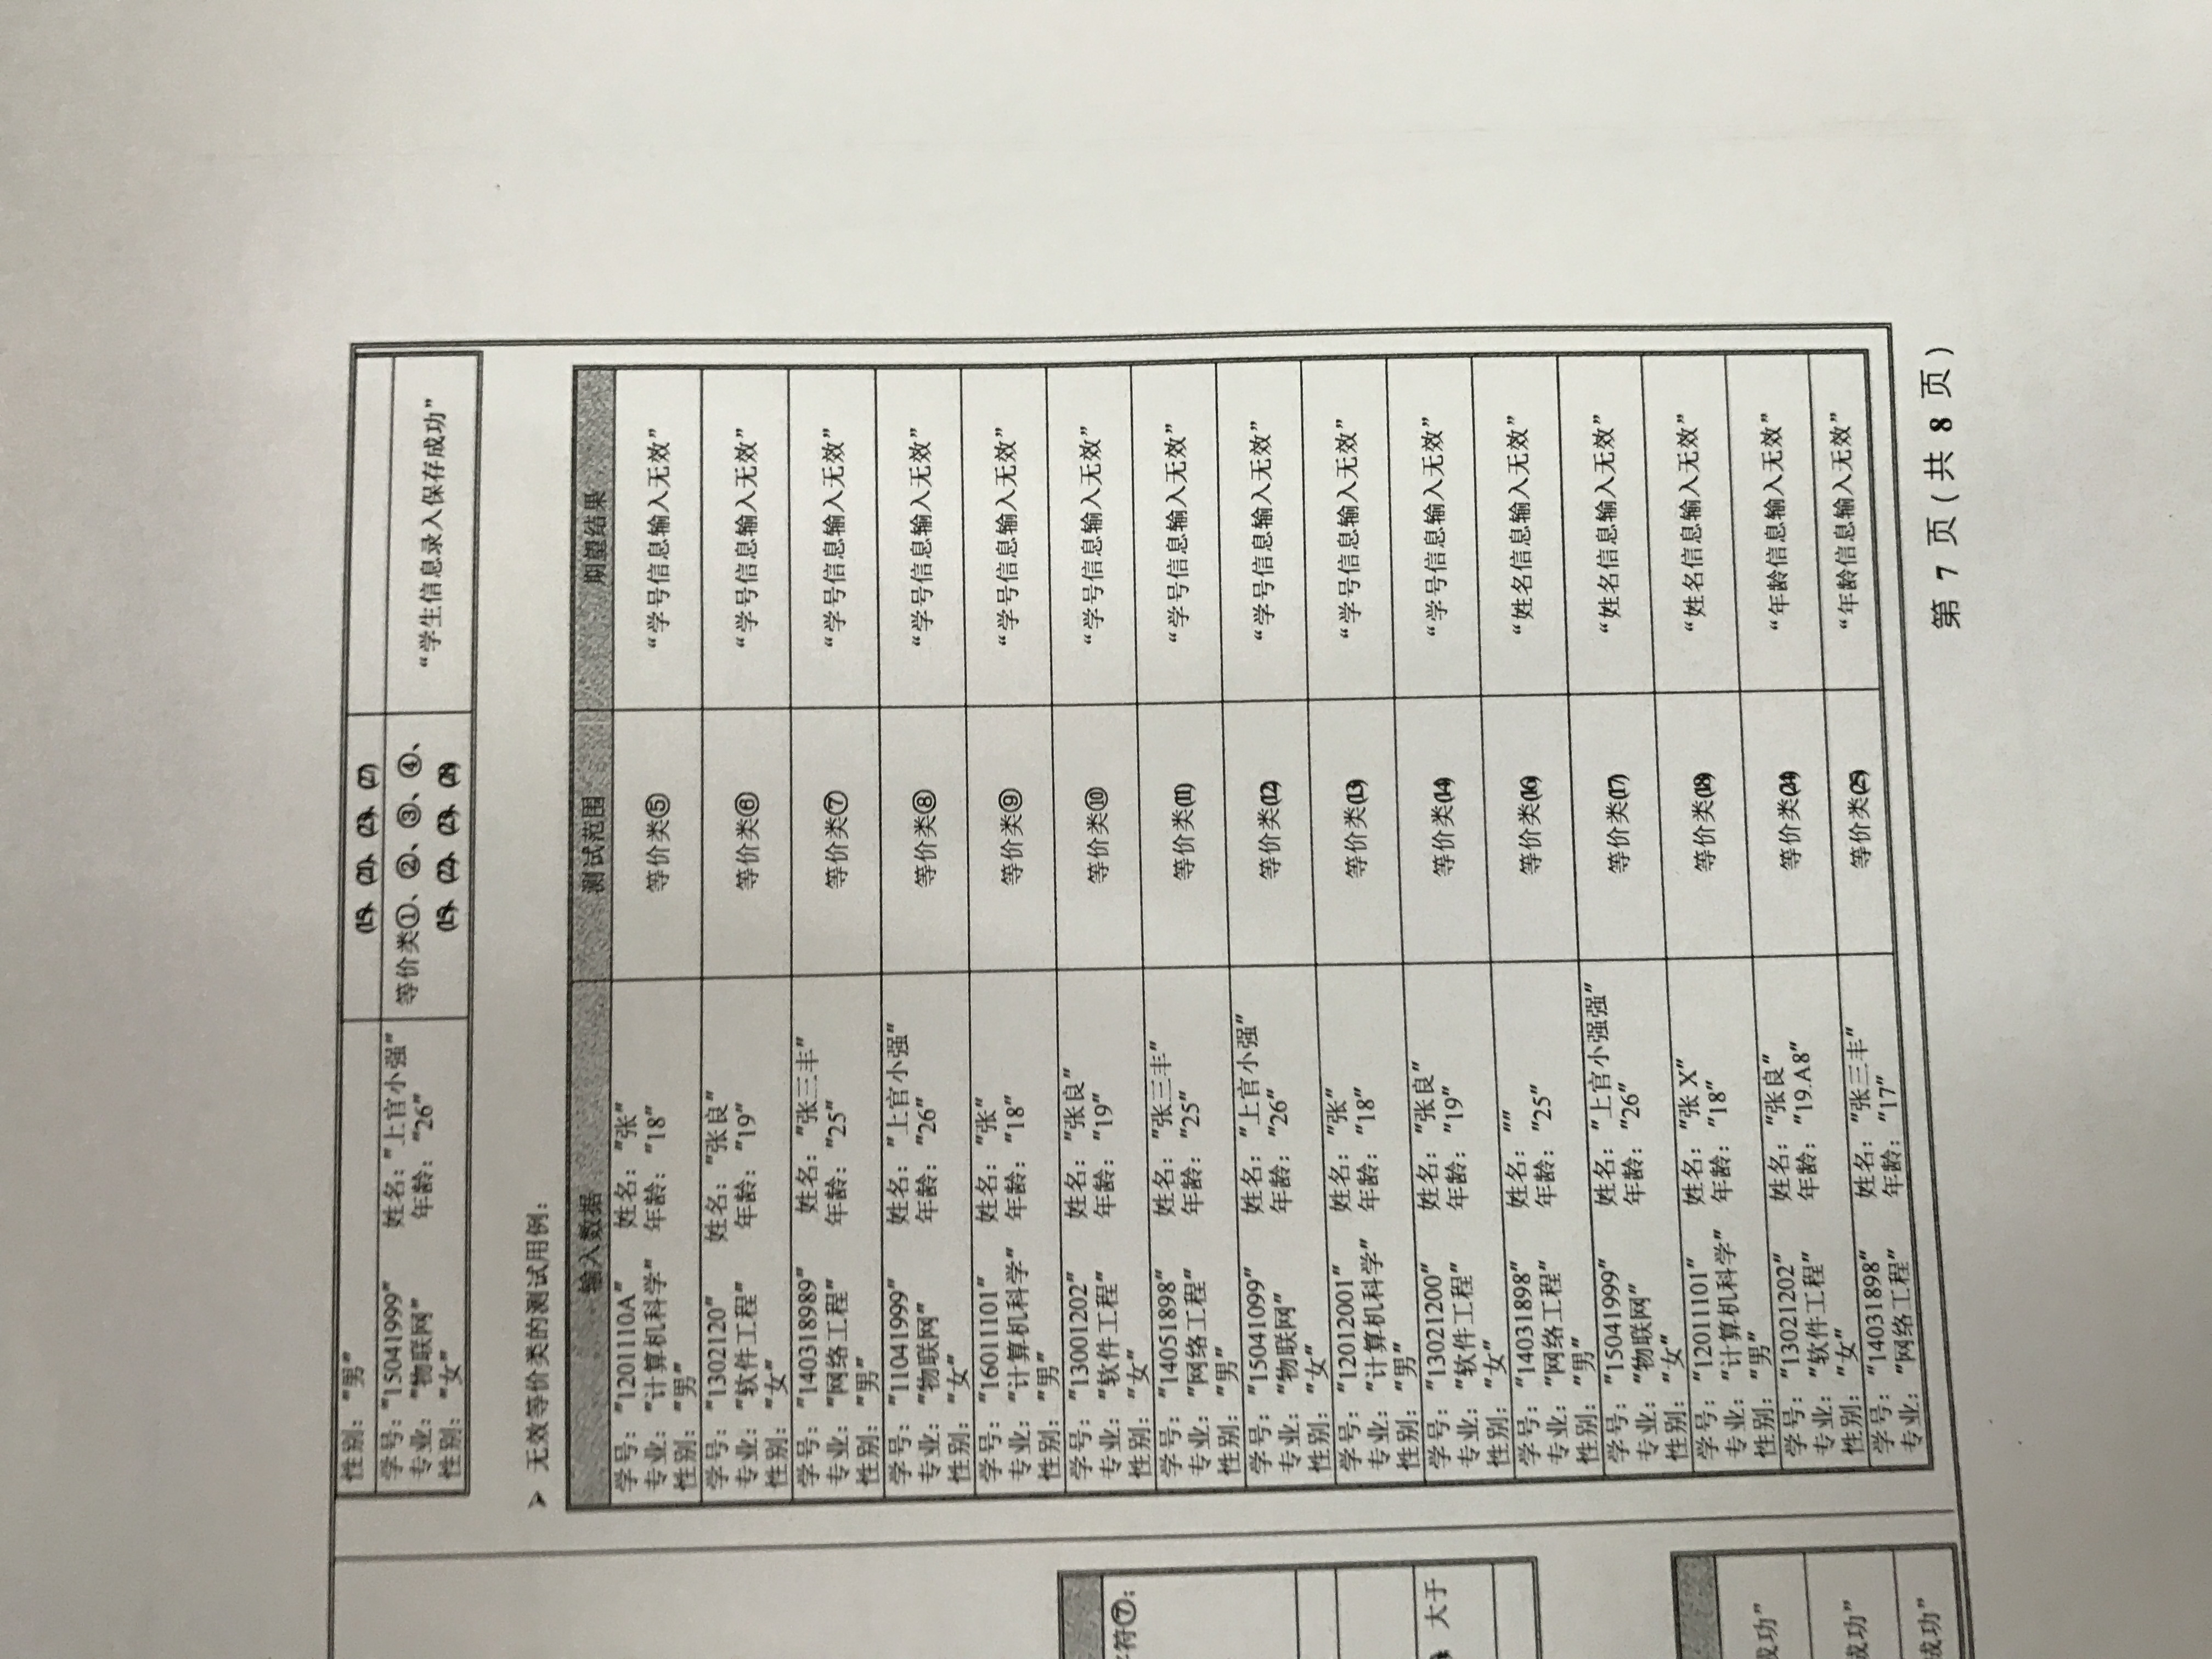 性别："男"
(15)、(21)、(23)、(27)
学号："15041999" 姓名："上官小强"
专业："物联网" 年龄："26"
性别："女"
等价类①、②、③、④、
(15)、(22)、(23)、(28)
“学生信息录入保存成功”
➢ 无效等价类的测试用例：
输入数据 测试范围 期望结果
学号："1201110A" 姓名："张"
专业："计算机科学" 年龄："18"
性别："男"
等价类⑤
“学号信息输入无效”
学号："1302120" 姓名："张良"
专业："软件工程" 年龄："19"
性别："女"
等价类⑥
“学号信息输入无效”
学号："140318989" 姓名："张三丰"
专业："网络工程" 年龄："25"
性别："男"
等价类⑦
“学号信息输入无效”
学号："11041999" 姓名："上官小强"
专业："物联网" 年龄："26"
性别："女"
等价类⑧
“学号信息输入无效”
学号："16011101" 姓名："张"
专业："计算机科学" 年龄："18"
性别："男"
等价类⑨
“学号信息输入无效”
学号："13001202" 姓名："张良"
专业："软件工程" 年龄："19"
性别："女"
等价类⑩
“学号信息输入无效”
学号："14051898" 姓名："张三丰"
专业："网络工程" 年龄："25"
性别："男"
等价类(11)
“学号信息输入无效”
学号："15041099" 姓名："上官小强"
专业："物联网" 年龄："26"
性别："女"
等价类(12)
“学号信息输入无效”
学号："12012001" 姓名："张"
专业："计算机科学" 年龄："18"
性别："男"
等价类(13)
“学号信息输入无效”
学号："13021200" 姓名："张良"
专业："软件工程" 年龄："19"
性别："女"
等价类(14)
“学号信息输入无效”
学号："14031898" 姓名：""
专业："网络工程" 年龄："25"
性别："男"
等价类(16)
“姓名信息输入无效”
学号："15041999" 姓名："上官小强强"
专业："物联网" 年龄："26"
性别："女"
等价类(17)
“姓名信息输入无效”
学号："12011101" 姓名："张 X"
专业："计算机科学" 年龄："18"
性别："男"
等价类(18)
“姓名信息输入无效”
学号："13021202" 姓名："张良"
专业："软件工程" 年龄："19.A8"
性别："女"
等价类(24)
“年龄信息输入无效”
学号："14031898" 姓名："张三丰"
专业："网络工程" 年龄："17"
等价类(25)
“年龄信息输入无效”
第 7 页(共 8 页)
符⑦；
大于
成功”
成功”
成功”